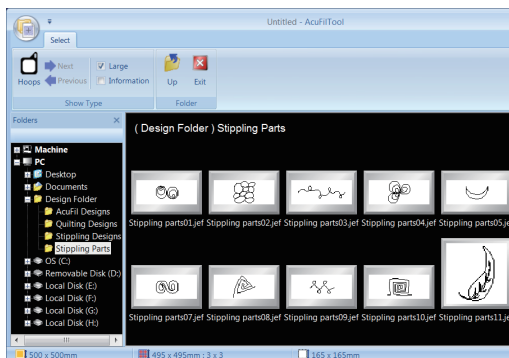 Untitled - AcuFilTool
Select
Hoops
Next
Previous
Large
Information
Up
Exit
Show Type
Folder
Folders
Machine
PC
Desktop
Documents
Design Folder
AcuFil Designs
Quilting Designs
Stippling Designs
Stippling Parts
OS (C:)
Removable Disk (D:)
Local Disk (E:)
Local Disk (F:)
Local Disk (G:)
Local Disk (H:)
( Design Folder ) Stippling Parts
Stippling parts01.jef Stippling parts02.jef Stippling parts03.jef Stippling parts04.jef Stippling parts05.je
Stippling parts07.jef Stippling parts08.jef Stippling parts09.jef Stippling parts10.jef Stippling parts11.je
500 x 500mm
495 x 495mm : 3 x 3
165 x 165mm